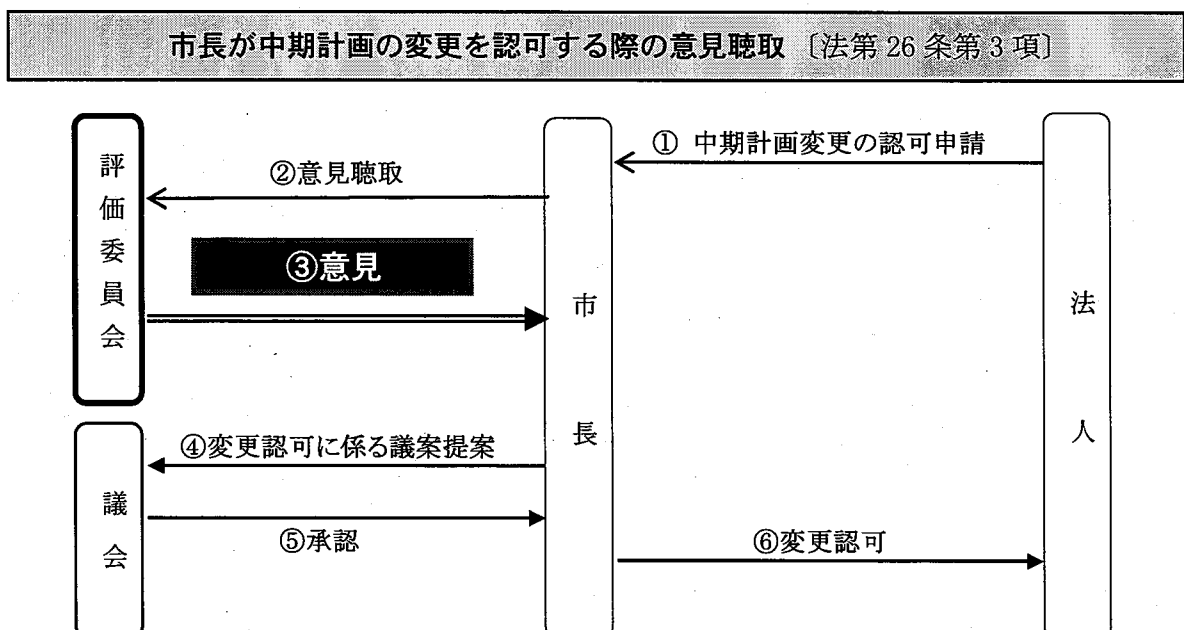 市長が中期計画の変更を認可する際の意見聴取 〔法第 26 条第 3 項〕
① 中期計画変更の認可申請
②意見聴取
③意見
評価委員会
市長
法人
④変更認可に係る議案提案
議会
⑤承認
⑥変更認可